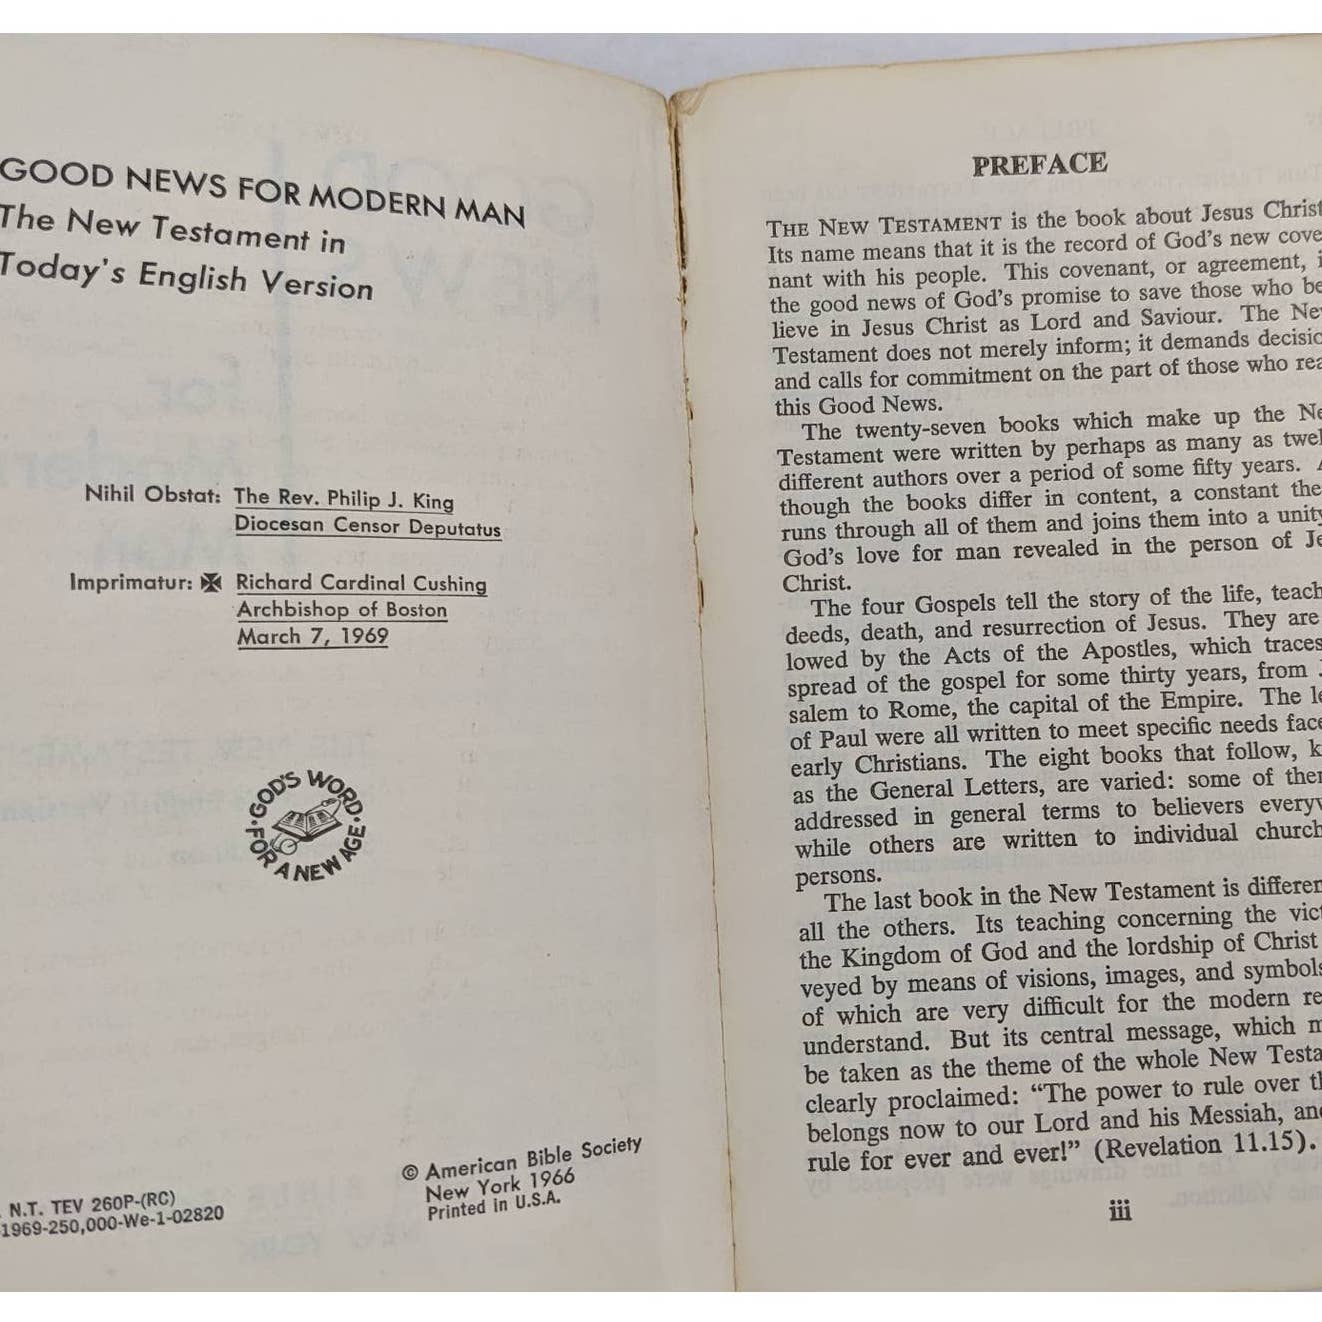 GOOD NEWS FOR MODERN MAN
The New Testament in
Today's English Version
Nihil Obstat: The Rev. Philip J. King
Diocesan Censor Deputatus
Imprimatur: ✠ Richard Cardinal Cushing
Archbishop of Boston
March 7, 1969
·GOD'S WORD·
FOR A NEW AGE
N.T. TEV 260P-(RC)
1969-250,000-We-1-02820
© American Bible Society
New York 1966
Printed in U.S.A.
PREFACE
THE NEW TESTAMENT is the book about Jesus Christ
Its name means that it is the record of God's new cove
nant with his people. This covenant, or agreement, i
the good news of God's promise to save those who be
lieve in Jesus Christ as Lord and Saviour. The Ne
Testament does not merely inform; it demands decisio
and calls for commitment on the part of those who rea
this Good News.
The twenty-seven books which make up the Ne
Testament were written by perhaps as many as twel
different authors over a period of some fifty years. A
though the books differ in content, a constant the
runs through all of them and joins them into a unity
God's love for man revealed in the person of Je
Christ.
The four Gospels tell the story of the life, teach
deeds, death, and resurrection of Jesus. They are
lowed by the Acts of the Apostles, which traces
spread of the gospel for some thirty years, from J
salem to Rome, the capital of the Empire. The le
of Paul were all written to meet specific needs face
early Christians. The eight books that follow, k
as the General Letters, are varied: some of them
addressed in general terms to believers everyw
while others are written to individual church
persons.
The last book in the New Testament is differen
all the others. Its teaching concerning the vict
the Kingdom of God and the lordship of Christ
veyed by means of visions, images, and symbols
of which are very difficult for the modern re
understand. But its central message, which m
be taken as the theme of the whole New Testa
clearly proclaimed: "The power to rule over th
belongs now to our Lord and his Messiah, and
rule for ever and ever!" (Revelation 11.15).
iii